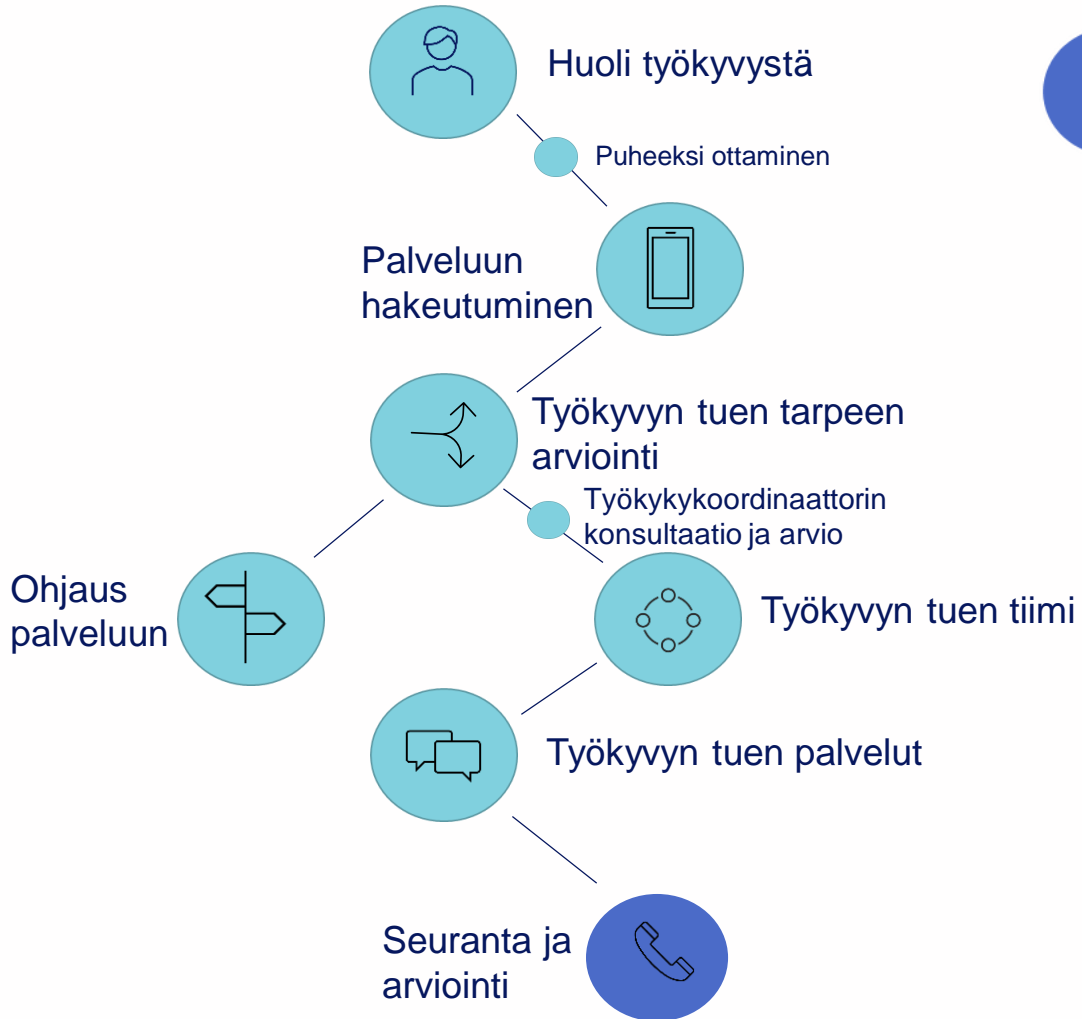 Huoli työkyvystä
Puheeksi ottaminen
Palveluun
hakeutuminen
Työkyvyn tuen tarpeen
arviointi
Työkykykoordinaattorin
konsultaatio ja arvio
Ohjaus
palveluun
Työkyvyn tuen tiimi
Työkyvyn tuen palvelut
Seuranta ja
arviointi